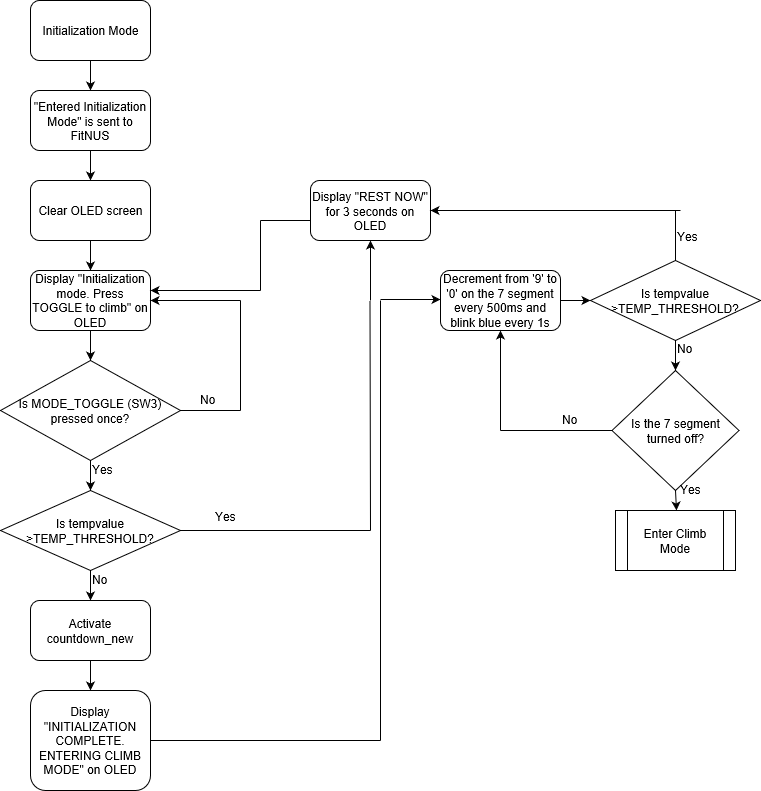 Initialization Mode
"Entered Initialization
Mode" is sent to
FitNUS
Clear OLED screen
Display "Initialization
mode. Press
TOGGLE to climb" on
OLED
Is MODE_TOGGLE (SW3)
pressed once?
No
Yes
Is tempvalue
>TEMP_THRESHOLD?
Yes
No
Activate
countdown_new
Display
"INITIALIZATION
COMPLETE.
ENTERING CLIMB
MODE" on OLED
Display "REST NOW"
for 3 seconds on
OLED
Decrement from '9' to
'0' on the 7 segment
every 500ms and
blink blue every 1s
Is tempvalue
>TEMP_THRESHOLD?
Yes
No
Is the 7 segment
turned off?
No
Yes
Enter Climb
Mode